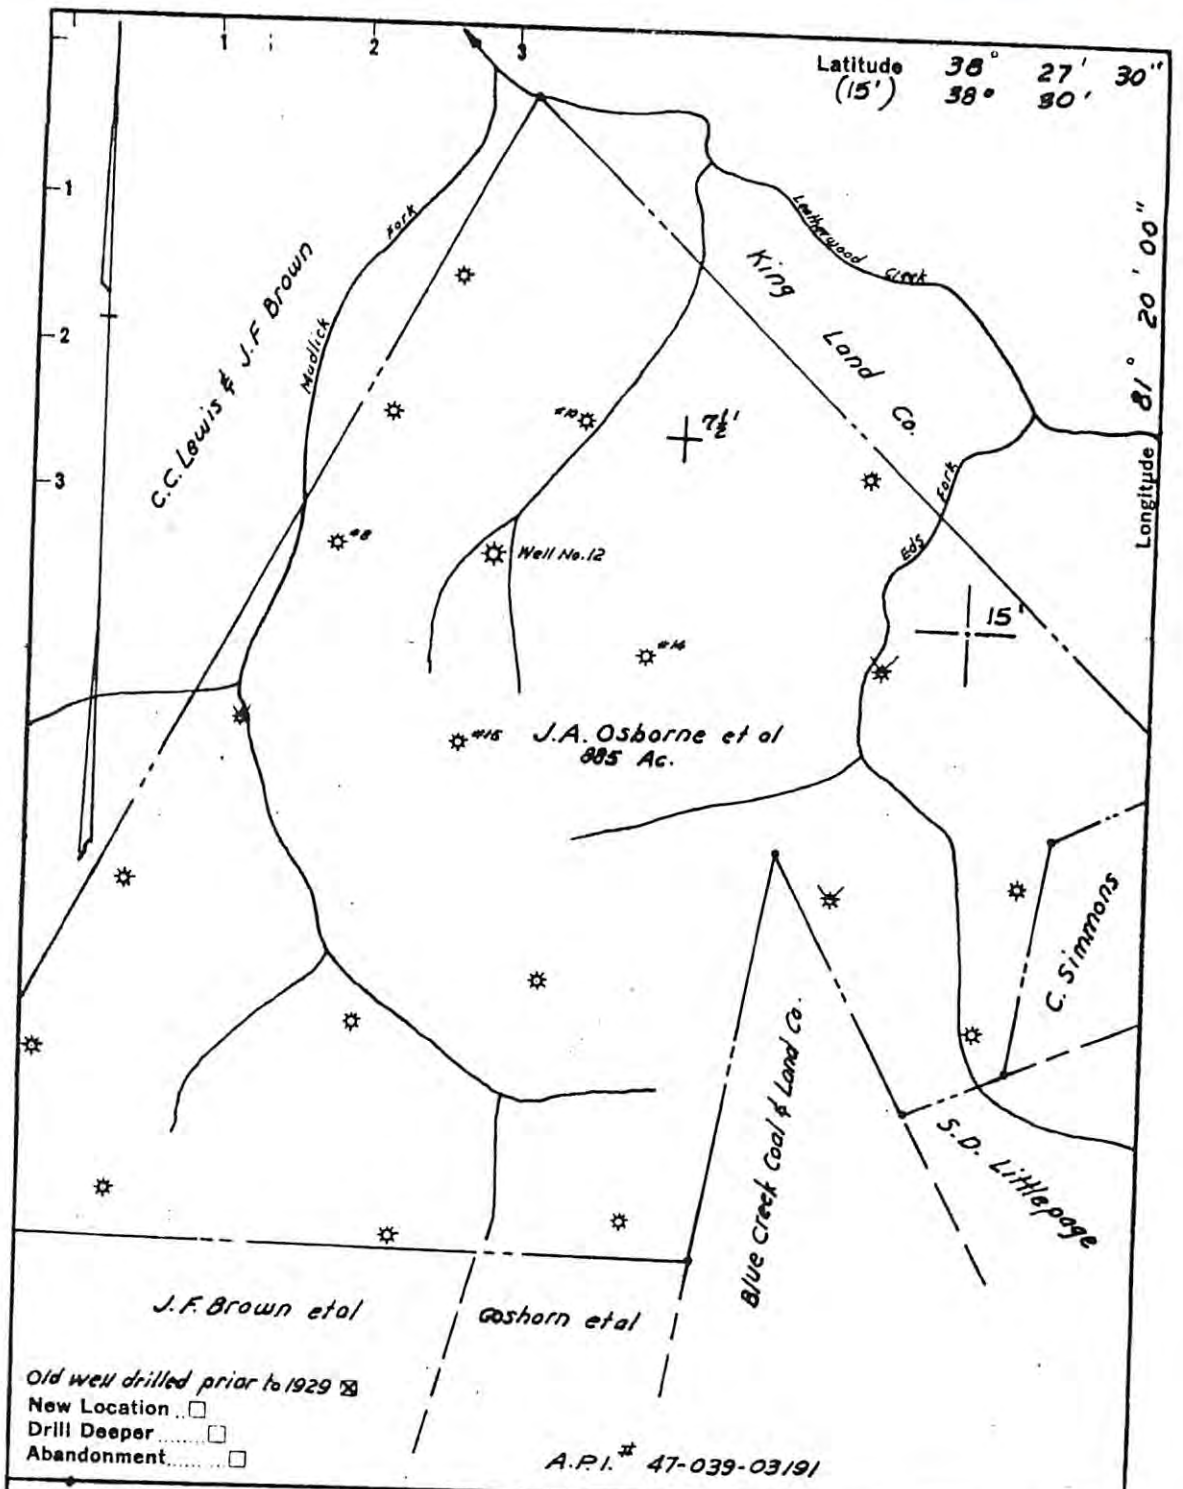 1 2 3
Latitude 38° 27' 30"
(15') 38° 30'
1
2
3
Longitude 81° 20' 00"
C.C. Lewis & J.F Brown
Mudlick Fork
Leatherwood Creek
King Land Co.
#10
7½'
#8
Well No. 12
Eds Fork
15'
#14
#15
J.A. Osborne et al
885 Ac.
C. Simmons
Blue Creek Coal & Land Co.
S.D. Littlepage
J.F. Brown etal
Goshorn etal
Old well drilled prior to 1929 ☒
New Location .. ☐
Drill Deeper ........ ☐
Abandonment ...... ☐
A.P.I. # 47-039-03191